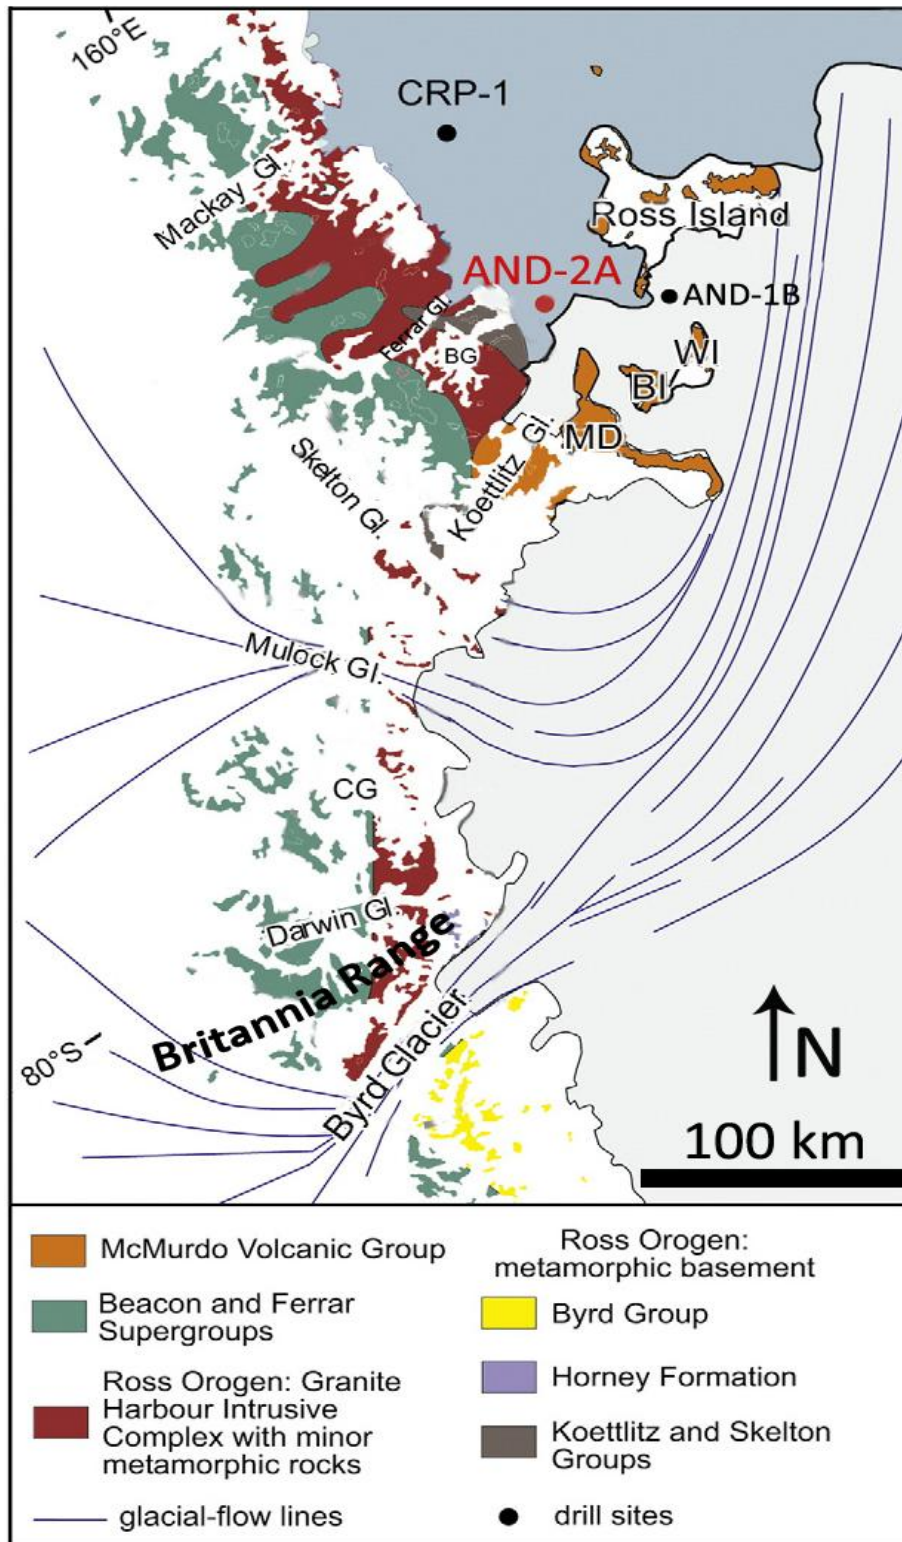 160°E
CRP-1
Mackay Gl.
Ross Island
AND-2A
AND-1B
Ferrar Gl.
BG
WI
BI
MD
Koettlitz Gl.
Skelton Gl.
Mulock Gl.
CG
Darwin Gl.
Britannia Range
80°S
Byrd Glacier
N
100 km
McMurdo Volcanic Group
Beacon and Ferrar
Supergroups
Ross Orogen: Granite
Harbour Intrusive
Complex with minor
metamorphic rocks
glacial-flow lines
Ross Orogen:
metamorphic basement
Byrd Group
Horney Formation
Koettlitz and Skelton
Groups
drill sites